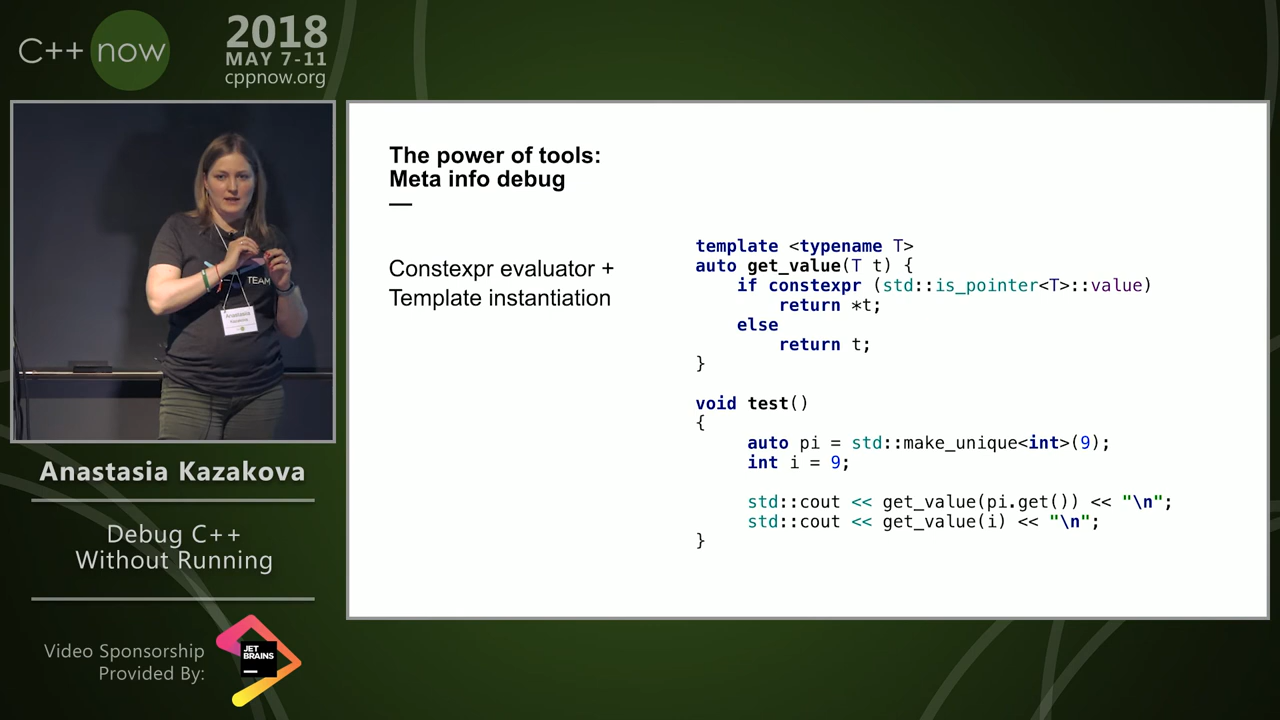 C++ now
2018
MAY 7-11
cppnow.org
TEAM
Anastasia
Kazakova
Anastasia Kazakova
Debug C++
Without Running
Video Sponsorship
Provided By:
JET
BRAINS
The power of tools:
Meta info debug
—
Constexpr evaluator +
Template instantiation
template <typename T>
auto get_value(T t) {
if constexpr (std::is_pointer<T>::value)
return *t;
else
return t;
}
void test()
{
auto pi = std::make_unique<int>(9);
int i = 9;
std::cout << get_value(pi.get()) << "\n";
std::cout << get_value(i) << "\n";
}